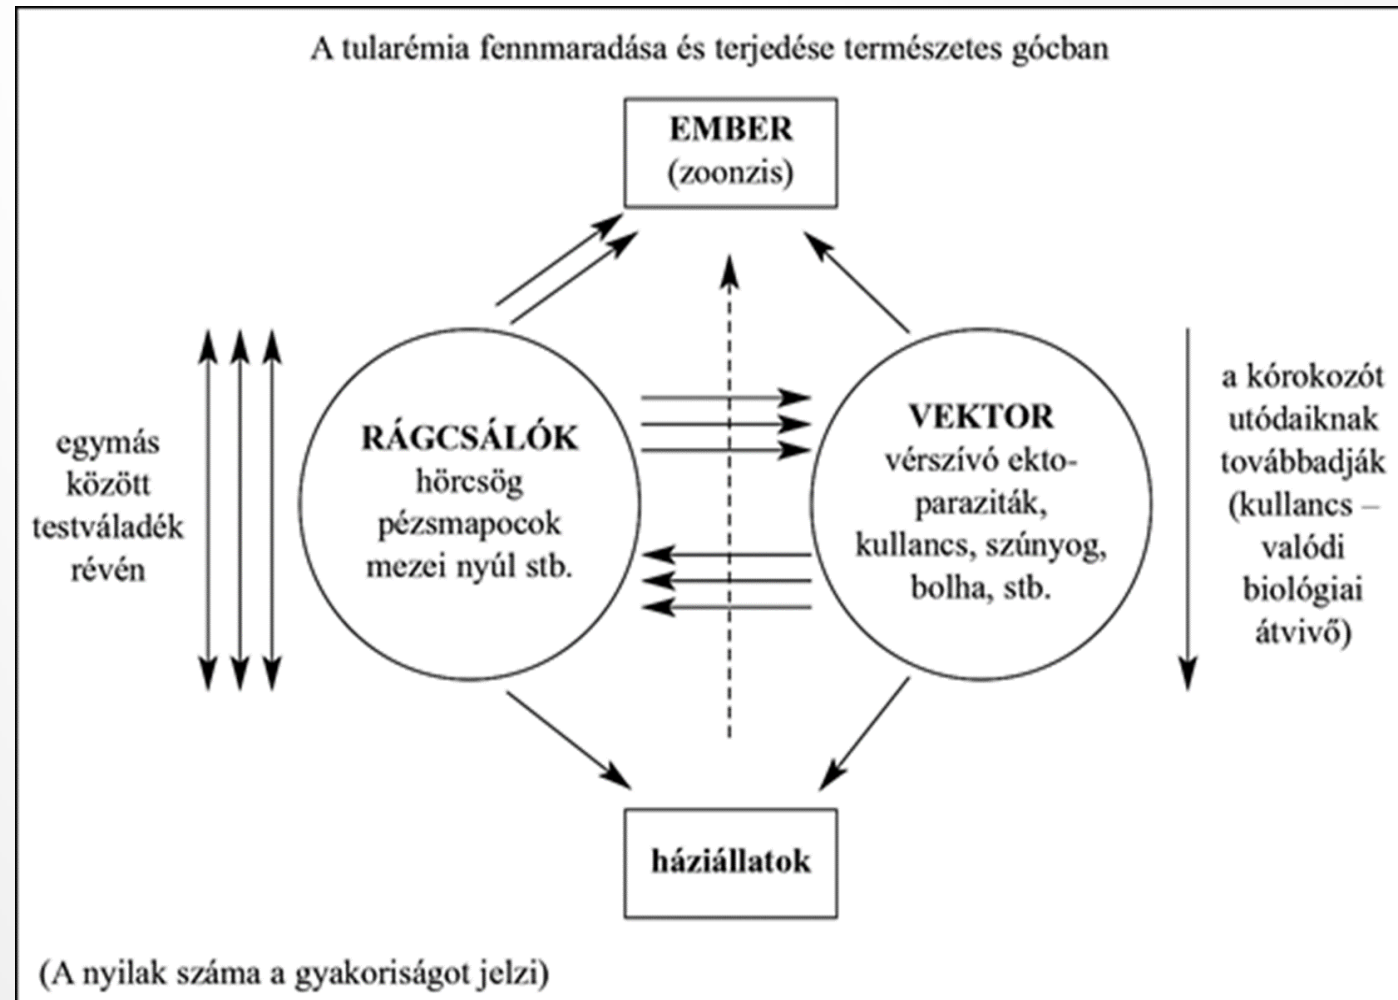 A tularémia fennmaradása és terjedése természetes gócban
EMBER
(zoonzis)
egymás
között
testváladék
révén
RÁGCSÁLÓK
hörcsög
pézsmapocok
mezei nyúl stb.
VEKTOR
vérszívó ekto-
paraziták,
kullancs, szúnyog,
bolha, stb.
a kórokozót
utódaiknak
továbbadják
(kullancs –
valódi
biológiai
átvivő)
háziállatok
(A nyilak száma a gyakoriságot jelzi)